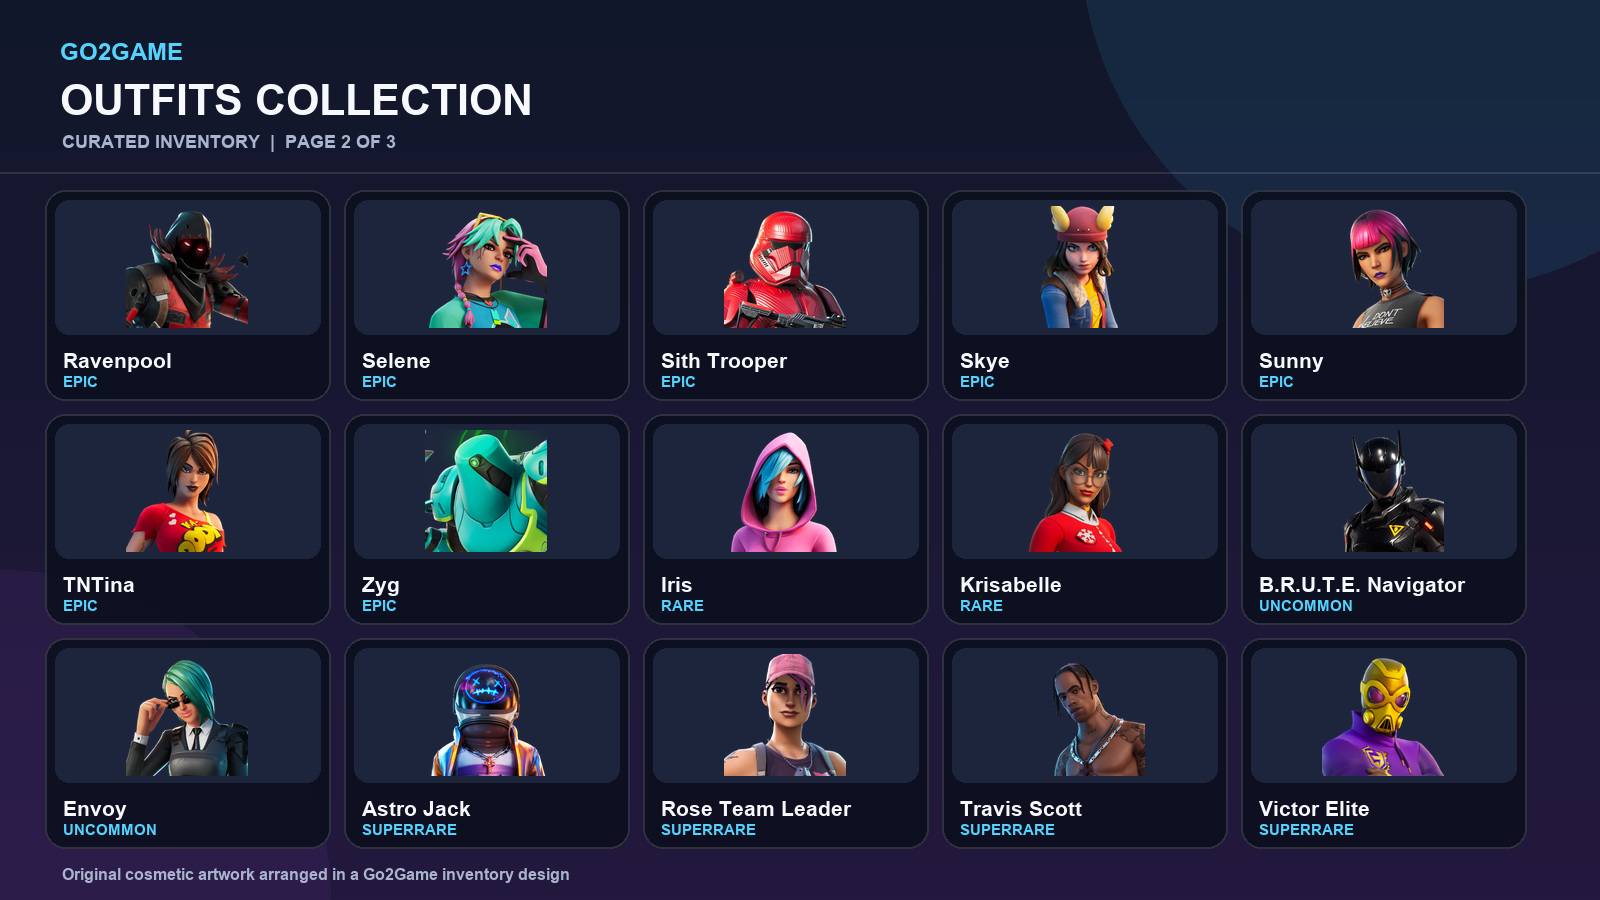 GO2GAME
OUTFITS COLLECTION
CURATED INVENTORY | PAGE 2 OF 3
Ravenpool
EPIC
Selene
EPIC
Sith Trooper
EPIC
Skye
EPIC
I DON'T
Sunny
EPIC
TNTina
EPIC
Zyg
EPIC
Iris
RARE
Krisabelle
RARE
B.R.U.T.E. Navigator
UNCOMMON
Envoy
UNCOMMON
Astro Jack
SUPERRARE
Rose Team Leader
SUPERRARE
Travis Scott
SUPERRARE
Victor Elite
SUPERRARE
Original cosmetic artwork arranged in a Go2Game inventory design